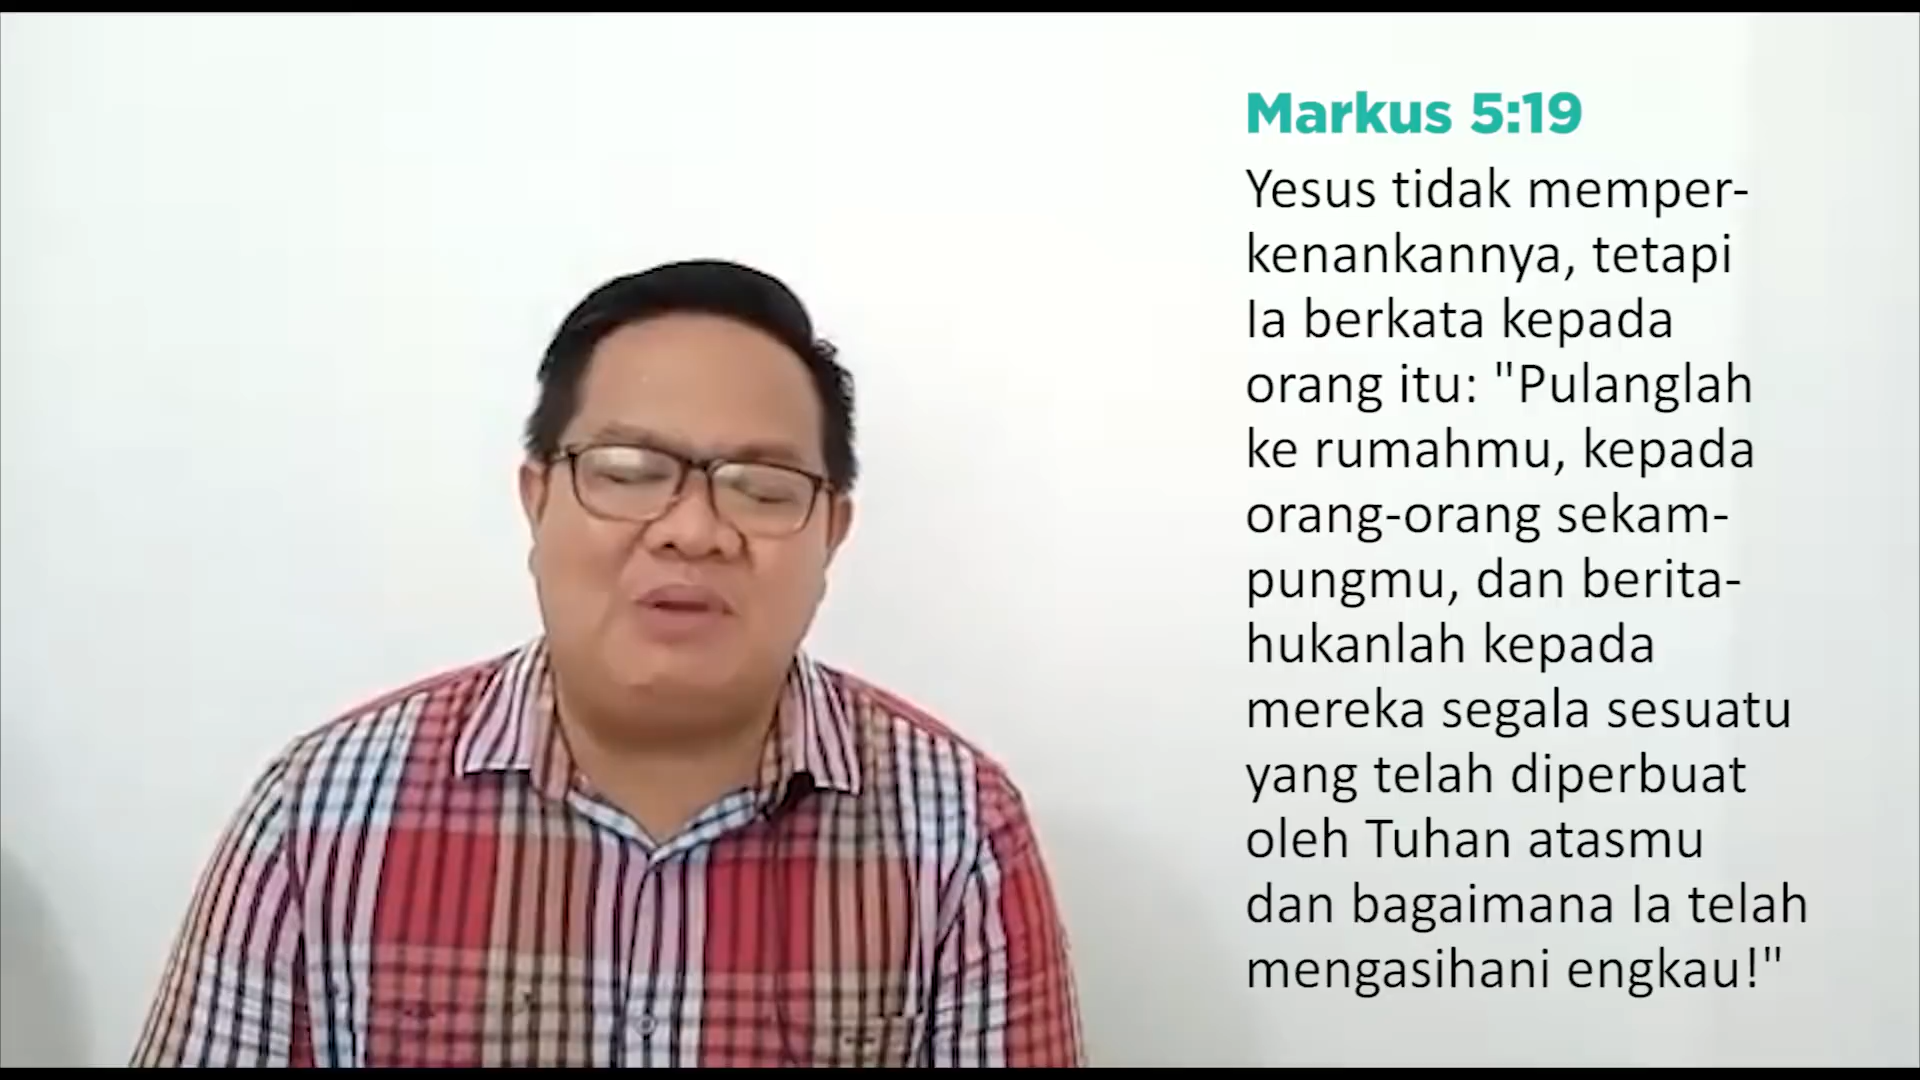 Markus 5:19
Yesus tidak memper-
kenankannya, tetapi
Ia berkata kepada
orang itu: "Pulanglah
ke rumahmu, kepada
orang-orang sekam-
pungmu, dan berita-
hukanlah kepada
mereka segala sesuatu
yang telah diperbuat
oleh Tuhan atasmu
dan bagaimana Ia telah
mengasihani engkau!"